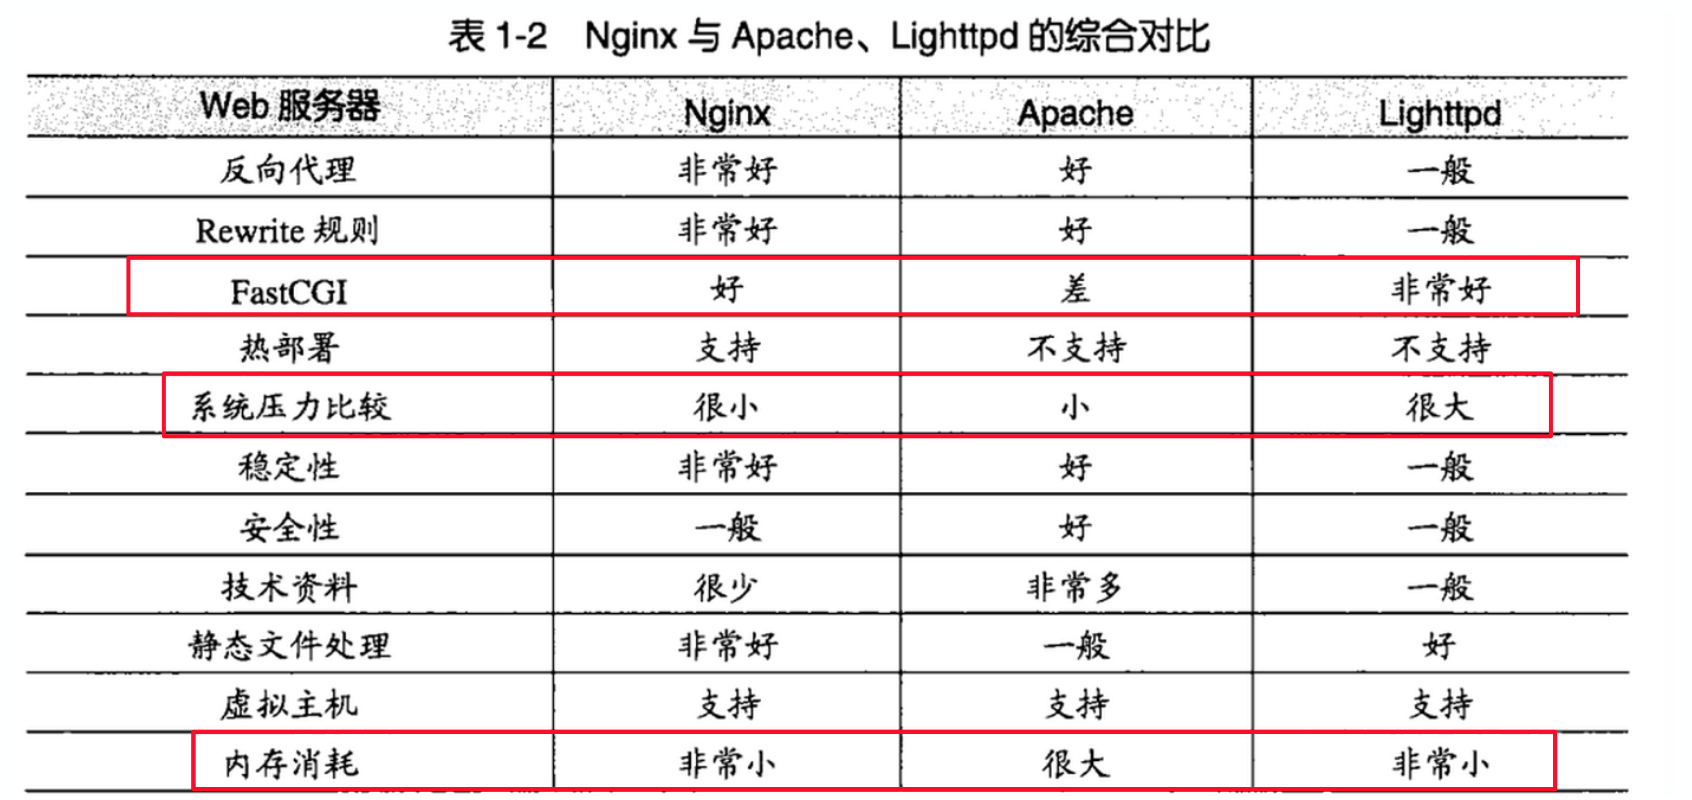 表 1-2 Nginx 与 Apache、Lighttpd 的综合对比
Web 服务器 Nginx Apache Lighttpd
反向代理 非常好 好 一般
Rewrite 规则 非常好 好 一般
FastCGI 好 差 非常好
热部署 支持 不支持 不支持
系统压力比较 很小 小 很大
稳定性 非常好 好 一般
安全性 一般 好 一般
技术资料 很少 非常多 一般
静态文件处理 非常好 一般 好
虚拟主机 支持 支持 支持
内存消耗 非常小 很大 非常小